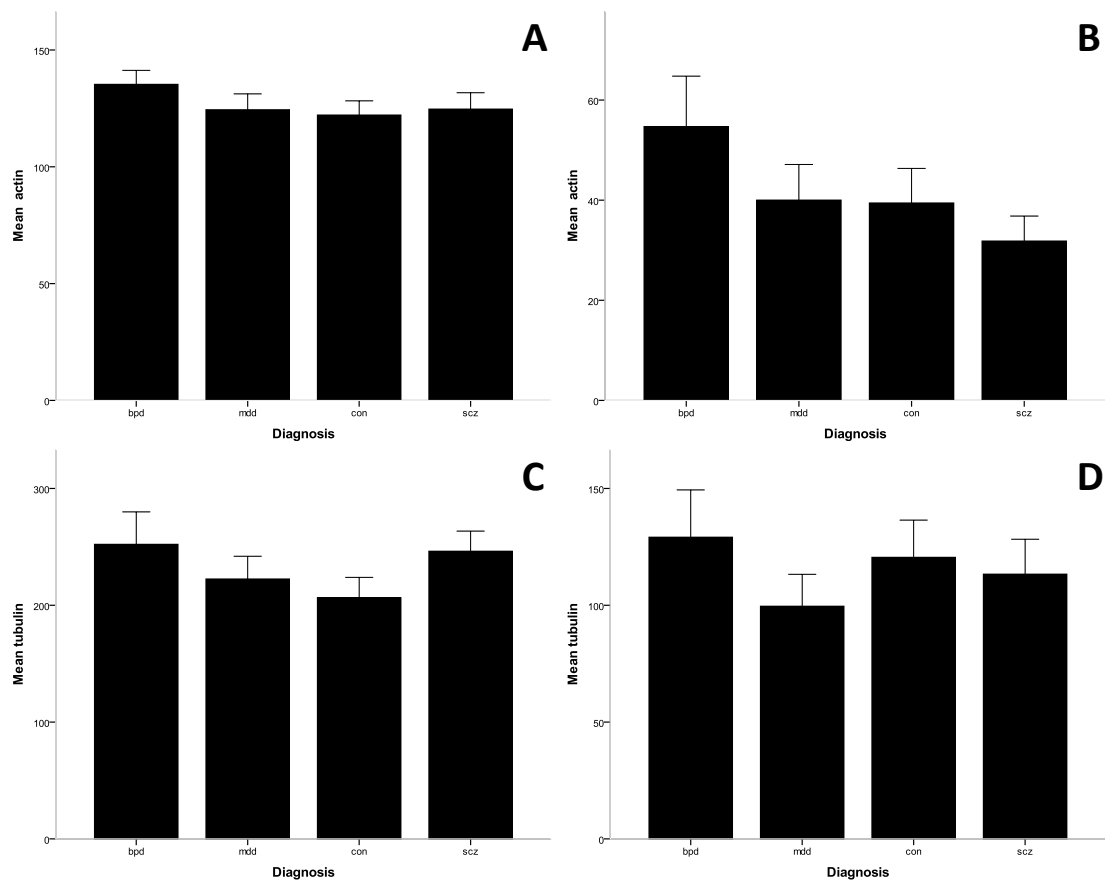 A
Mean actin
150
100
50
0
bpd mdd con scz
Diagnosis
B
Mean actin
60
40
20
0
bpd mdd con scz
Diagnosis
C
Mean tubulin
300
200
100
0
bpd mdd con scz
Diagnosis
D
Mean tubulin
150
100
50
0
bpd mdd con scz
Diagnosis